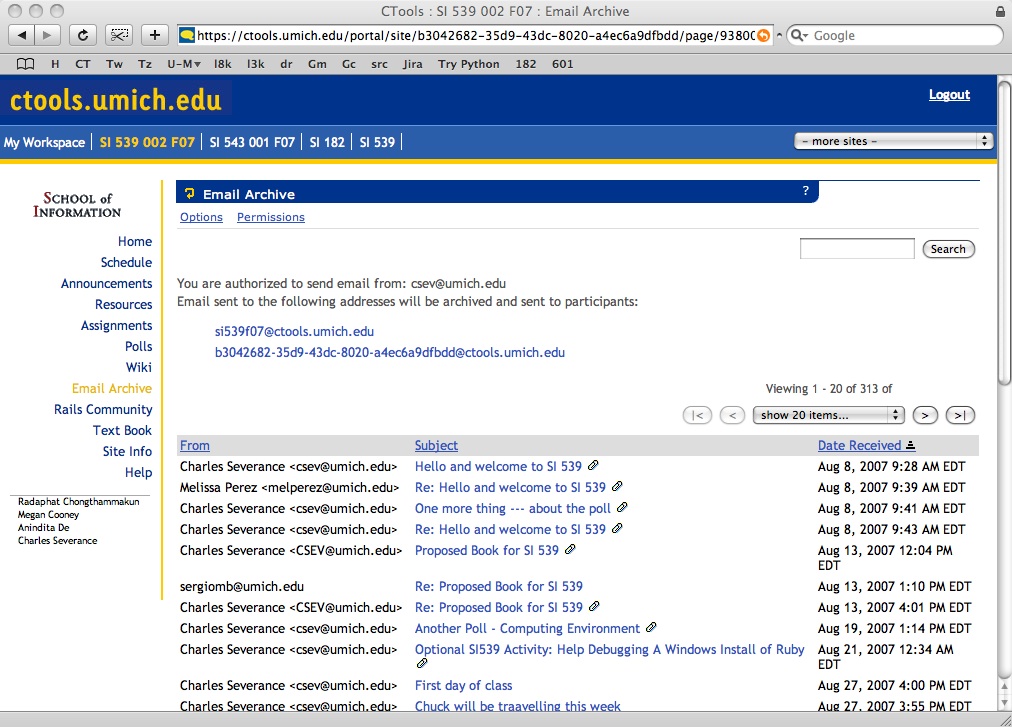 CTools : SI 539 002 F07 : Email Archive
https://ctools.umich.edu/portal/site/b3042682-35d9-43dc-8020-a4ec6a9dfbdd/page/9380
Google
H CT Tw Tz U-M▾ l8k l3k dr Gm Gc src Jira Try Python 182 601
ctools.umich.edu
Logout
My Workspace | SI 539 002 F07 | SI 543 001 F07 | SI 182 | SI 539 |
- more sites -
SCHOOL of
INFORMATION
Home
Schedule
Announcements
Resources
Assignments
Polls
Wiki
Email Archive
Rails Community
Text Book
Site Info
Help
Radaphat Chongthammakun
Megan Cooney
Anindita De
Charles Severance
Email Archive ?
Options Permissions
Search
You are authorized to send email from: csev@umich.edu
Email sent to the following addresses will be archived and sent to participants:
si539f07@ctools.umich.edu
b3042682-35d9-43dc-8020-a4ec6a9dfbdd@ctools.umich.edu
Viewing 1 - 20 of 313 of
|< < show 20 items... > >|
From Subject Date Received
Charles Severance <csev@umich.edu> Hello and welcome to SI 539 Aug 8, 2007 9:28 AM EDT
Melissa Perez <melperez@umich.edu> Re: Hello and welcome to SI 539 Aug 8, 2007 9:39 AM EDT
Charles Severance <csev@umich.edu> One more thing --- about the poll Aug 8, 2007 9:41 AM EDT
Charles Severance <csev@umich.edu> Re: Hello and welcome to SI 539 Aug 8, 2007 9:43 AM EDT
Charles Severance <CSEV@umich.edu> Proposed Book for SI 539 Aug 13, 2007 12:04 PM
EDT
sergiomb@umich.edu Re: Proposed Book for SI 539 Aug 13, 2007 1:10 PM EDT
Charles Severance <CSEV@umich.edu> Re: Proposed Book for SI 539 Aug 13, 2007 4:01 PM EDT
Charles Severance <csev@umich.edu> Another Poll - Computing Environment Aug 19, 2007 1:14 PM EDT
Charles Severance <csev@umich.edu> Optional SI539 Activity: Help Debugging A Windows Install of Ruby Aug 21, 2007 12:34 AM
EDT
Charles Severance <csev@umich.edu> First day of class Aug 27, 2007 4:00 PM EDT
Charles Severance <csev@umich.edu> Chuck will be traavelling this week Aug 27, 2007 3:55 PM EDT